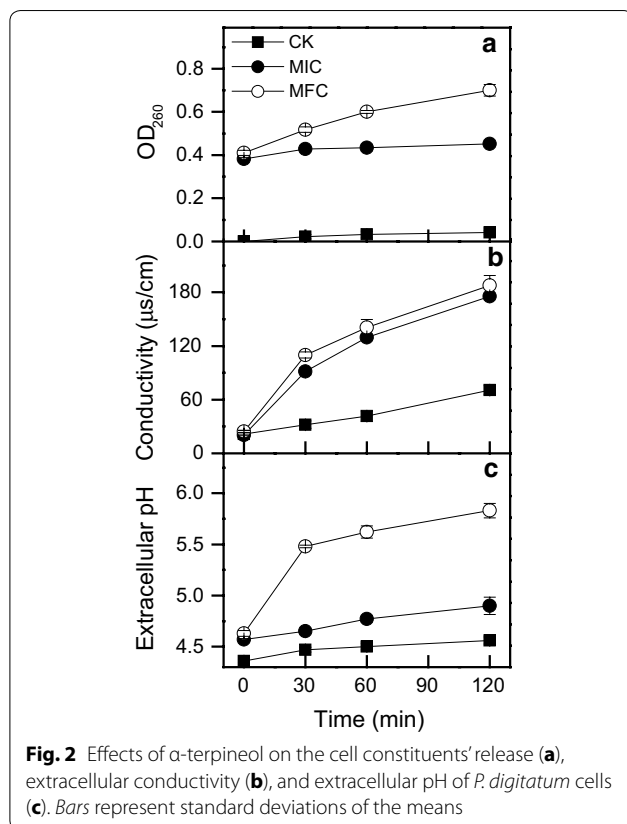 CK
MIC
MFC
a
0.8
0.6
0.4
0.2
0.0
OD260
b
180
120
60
0
Conductivity (μs/cm)
c
6.0
5.5
5.0
4.5
Extracellular pH
0 30 60 90 120
Time (min)
Fig. 2 Effects of α-terpineol on the cell constituents’ release (a),
extracellular conductivity (b), and extracellular pH of P. digitatum cells
(c). Bars represent standard deviations of the means